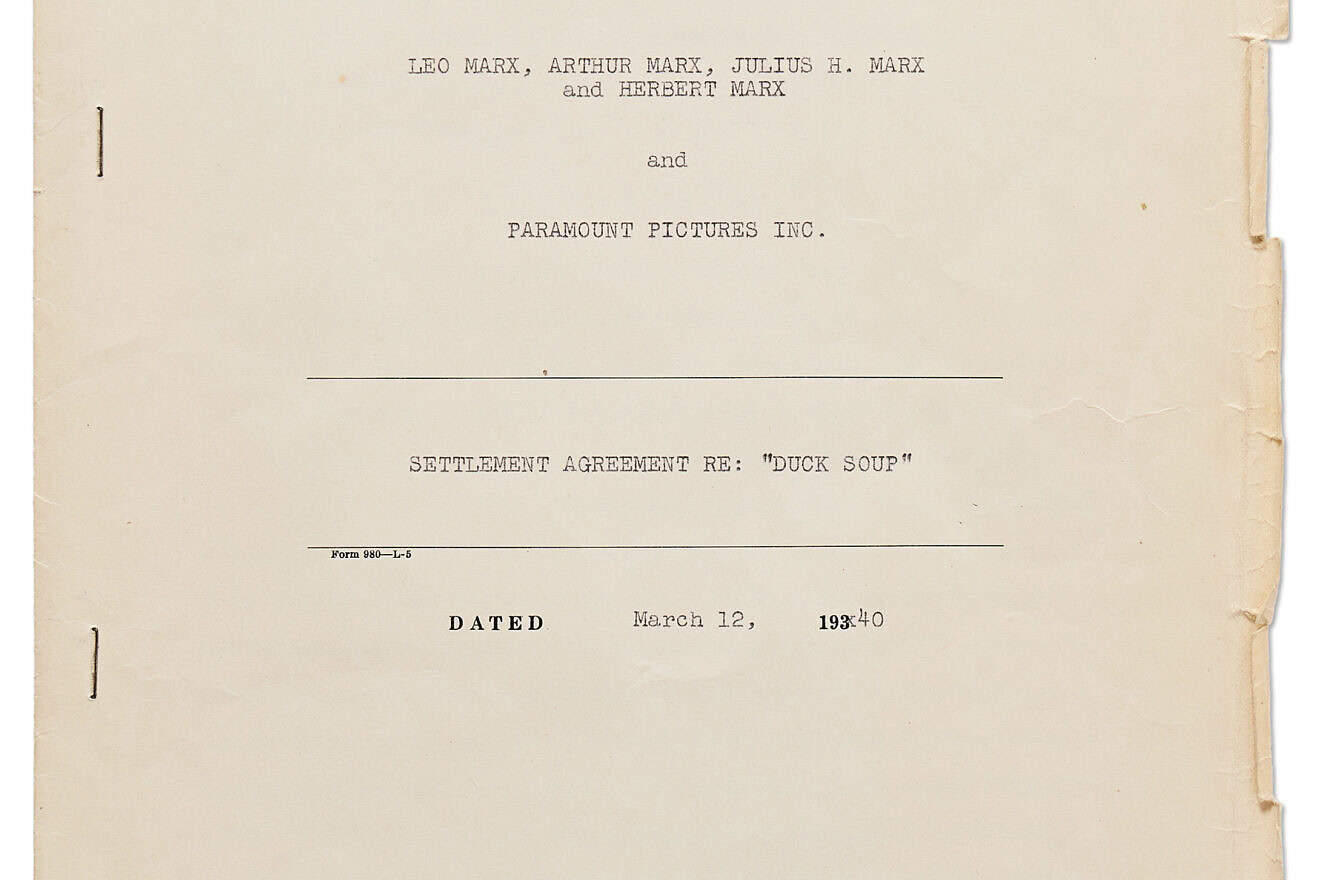 LEO MARX, ARTHUR MARX, JULIUS H. MARX
and HERBERT MARX
and
PARAMOUNT PICTURES INC.
SETTLEMENT AGREEMENT RE: "DUCK SOUP"
Form 980—L-5
DATED March 12, 193x40